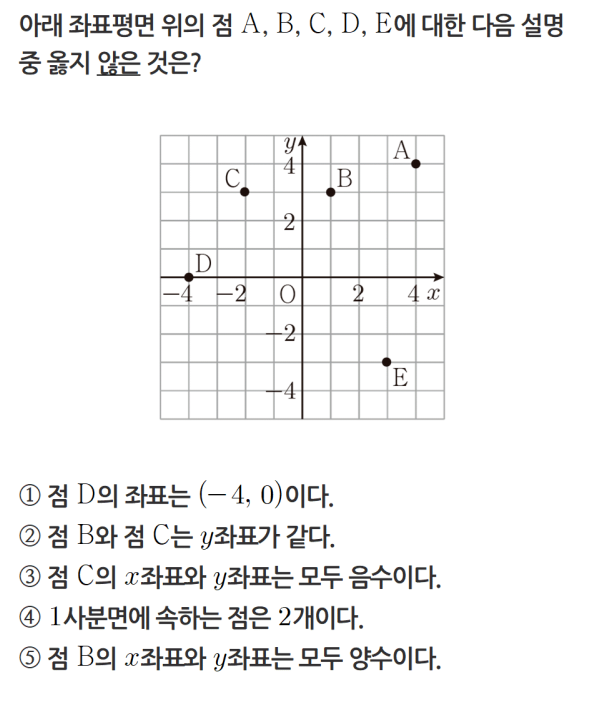 아래 좌표평면 위의 점 A, B, C, D, E에 대한 다음 설명
중 옳지 않은 것은?
y
A
4
C
B
2
D
−4
−2
O
2
4
x
−2
E
−4
① 점 D의 좌표는 (−4, 0)이다.
② 점 B와 점 C는 y좌표가 같다.
③ 점 C의 x좌표와 y좌표는 모두 음수이다.
④ 1사분면에 속하는 점은 2개이다.
⑤ 점 B의 x좌표와 y좌표는 모두 양수이다.